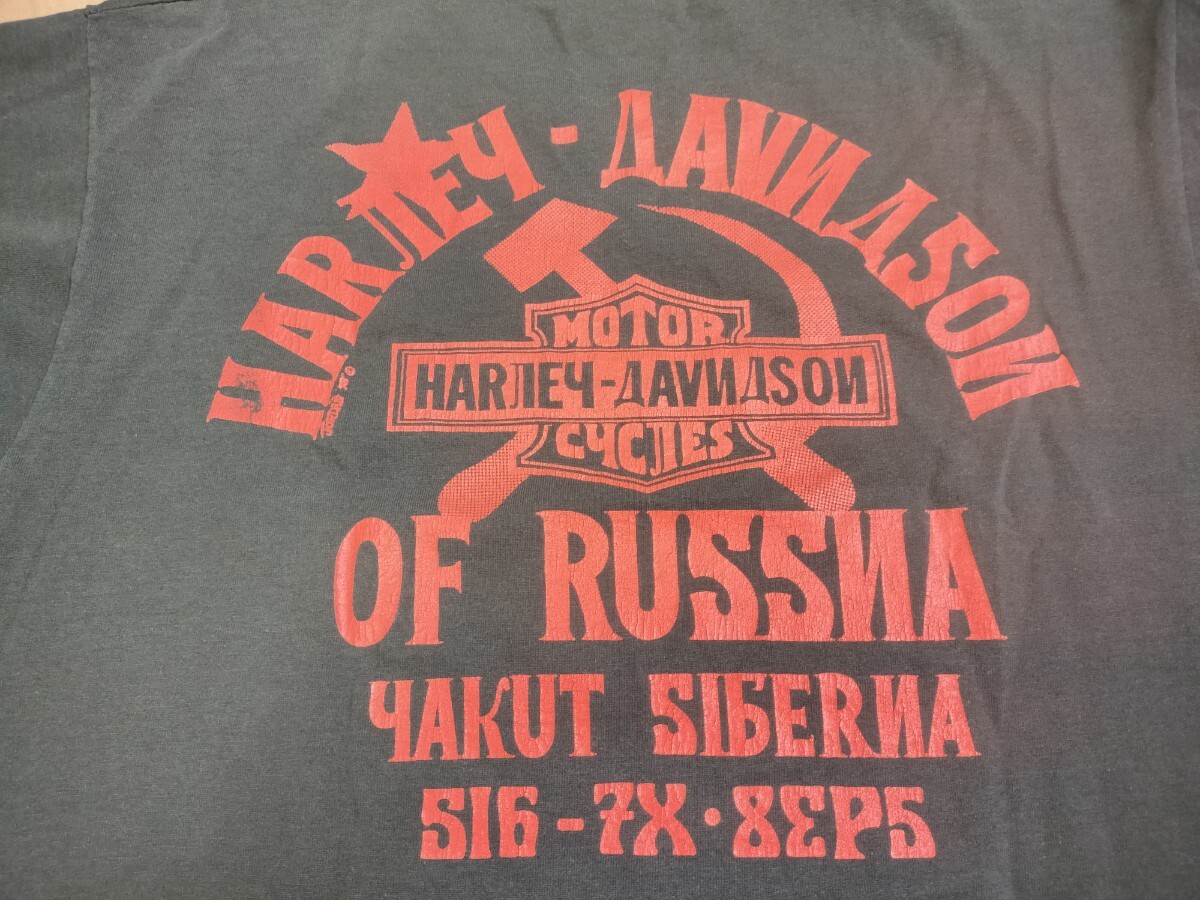 HARЛEЧ-ДAVИДSOИ
MOTOR
HARЛEЧ-ДAVИДSOИ
CЧCЛES
OF RUSSИA
ЧAKUT SIБERИA
516-7X·8EP5